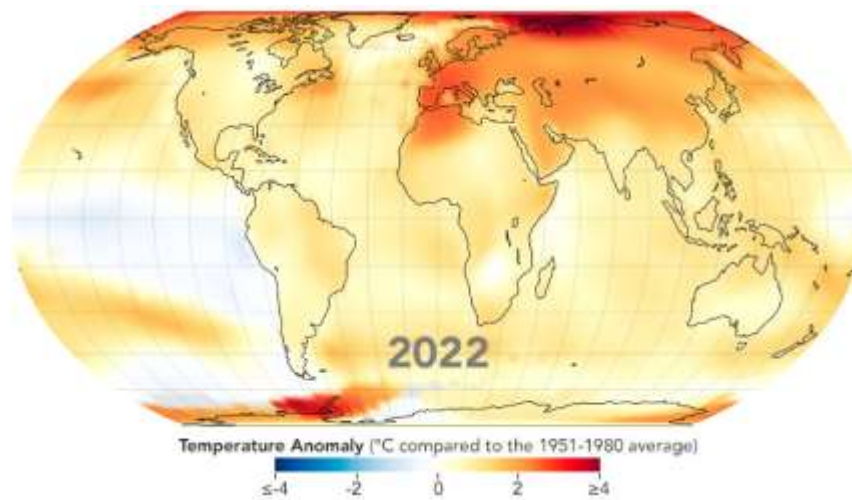 2022
Temperature Anomaly (°C compared to the 1951-1980 average)
≤-4 -2 0 2 ≥4